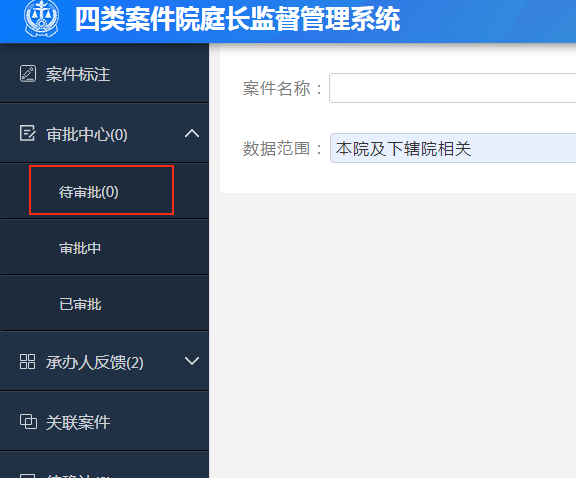 四类案件院庭长监督管理系统
案件标注
案件名称：
审批中心(0)
数据范围：
本院及下辖院相关
待审批(0)
审批中
已审批
承办人反馈(2)
关联案件